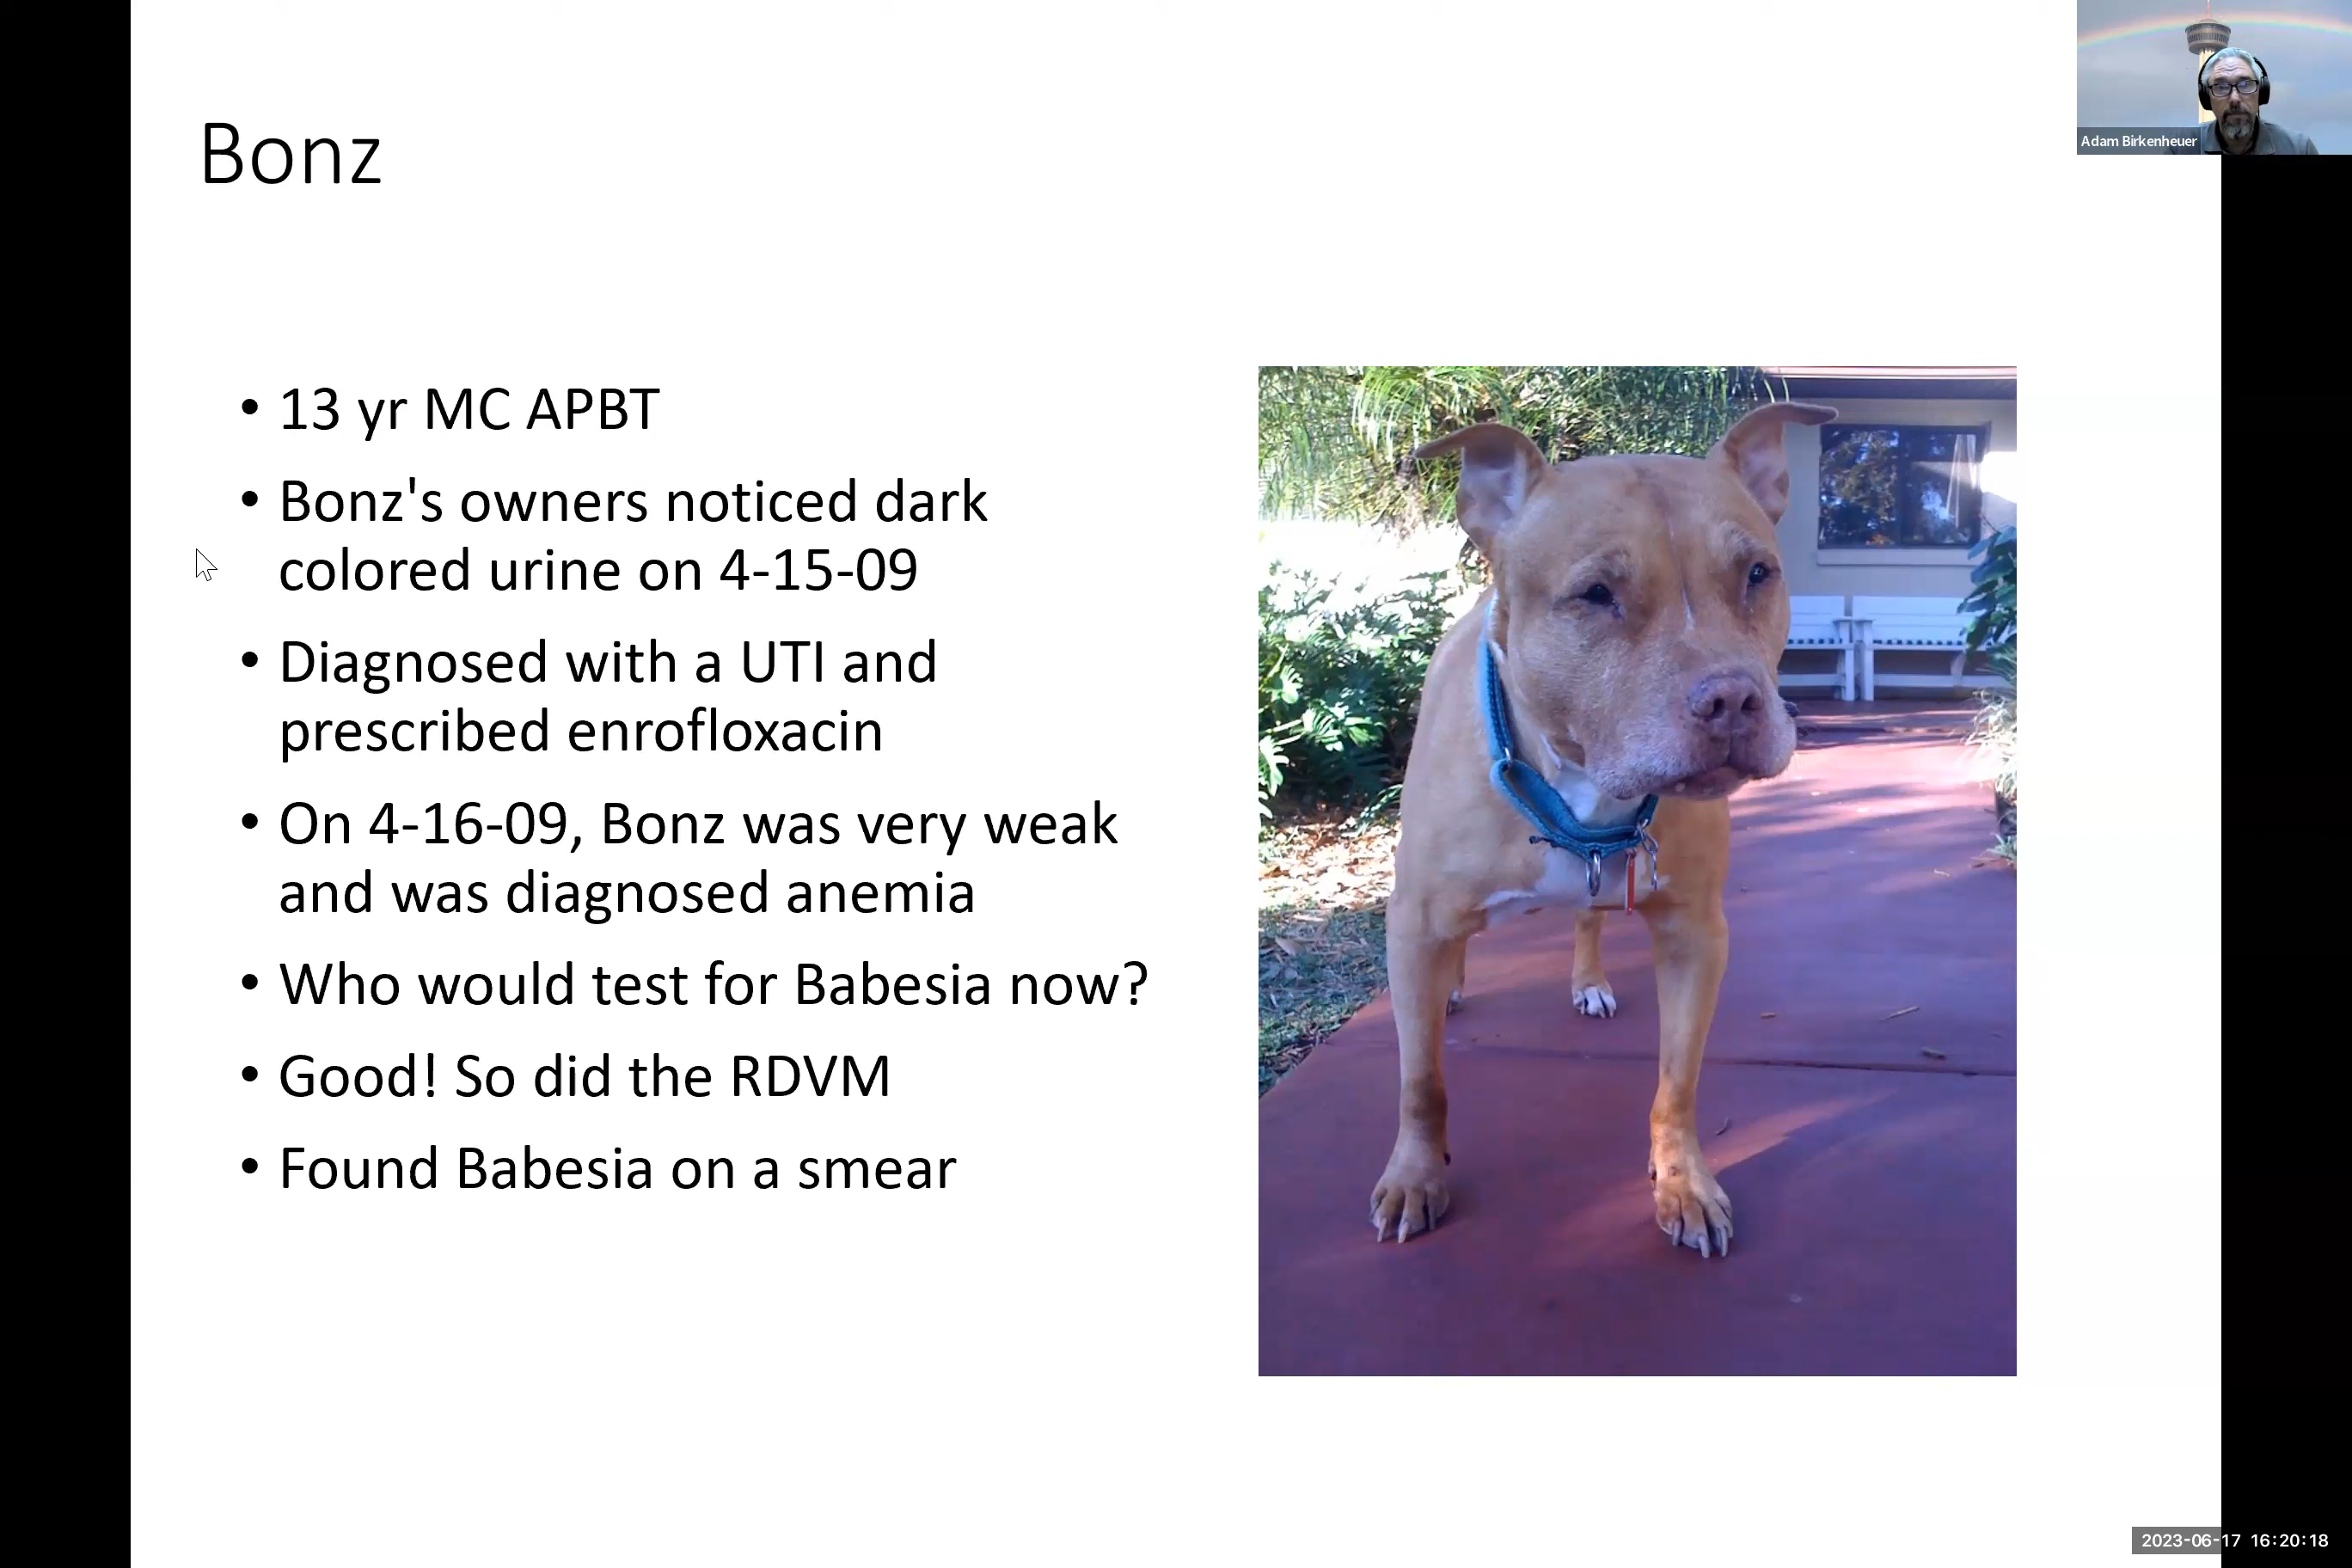 Adam Birkenheuer
Bonz
• 13 yr MC APBT
• Bonz's owners noticed dark
colored urine on 4-15-09
• Diagnosed with a UTI and
prescribed enrofloxacin
• On 4-16-09, Bonz was very weak
and was diagnosed anemia
• Who would test for Babesia now?
• Good! So did the RDVM
• Found Babesia on a smear
2023-06-17 16:20:18